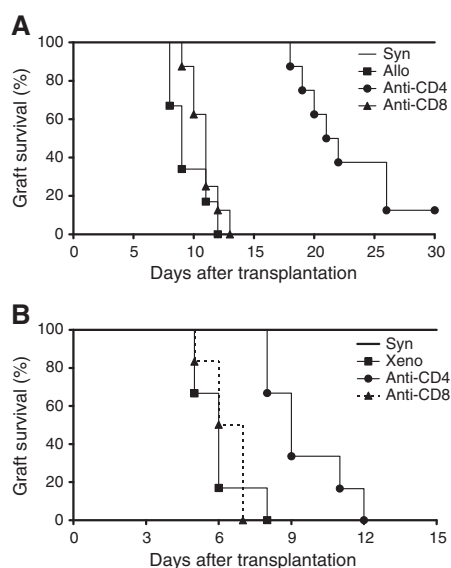 A
Graft survival (%)
100
80
60
40
20
0
Syn
Allo
Anti-CD4
Anti-CD8
0 5 10 15 20 25 30
Days after transplantation
B
Graft survival (%)
100
80
60
40
20
0
Syn
Xeno
Anti-CD4
Anti-CD8
0 3 6 9 12 15
Days after transplantation